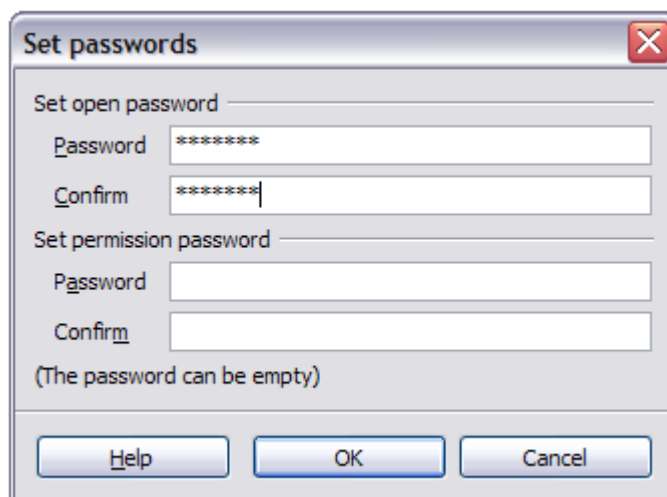 Set passwords
Set open password
Password *******
Confirm *******
Set permission password
Password
Confirm
(The password can be empty)
Help OK Cancel